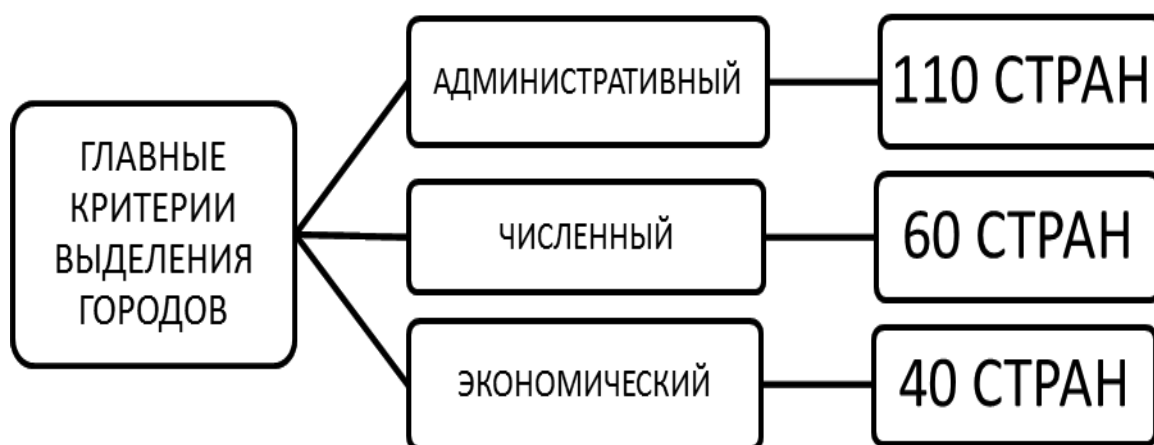 ГЛАВНЫЕ
КРИТЕРИИ
ВЫДЕЛЕНИЯ
ГОРОДОВ
АДМИНИСТРАТИВНЫЙ
110 СТРАН
ЧИСЛЕННЫЙ
60 СТРАН
ЭКОНОМИЧЕСКИЙ
40 СТРАН